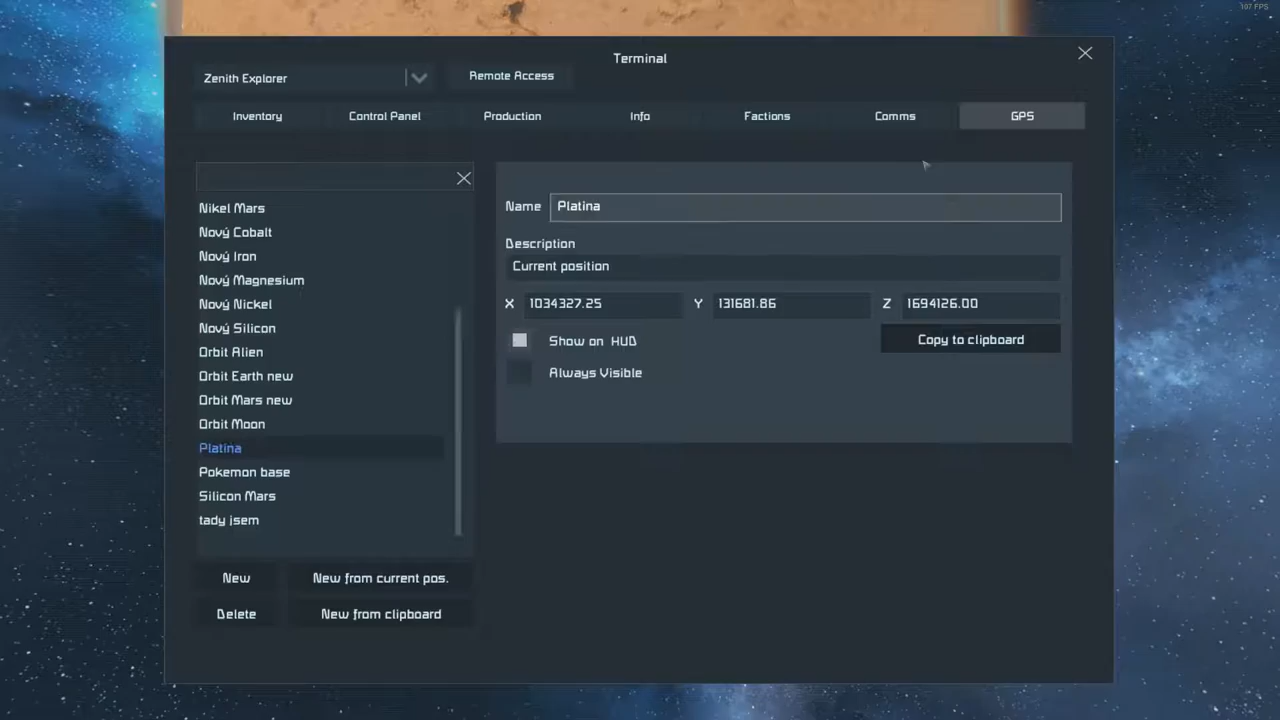 107 FPS
Terminal
Zenith Explorer
Remote Access
Inventory
Control Panel
Production
Info
Factions
Comms
GPS
Nikel Mars
Nový Cobalt
Nový Iron
Nový Magnesium
Nový Nickel
Nový Silicon
Orbit Alien
Orbit Earth new
Orbit Mars new
Orbit Moon
Platina
Pokemon base
Silicon Mars
tady jsem
New
New from current pos.
Delete
New from clipboard
Name
Platina
Description
Current position
X 1034327.25 Y 131681.86 Z 1694126.00
Show on HUD
Copy to clipboard
Always Visible